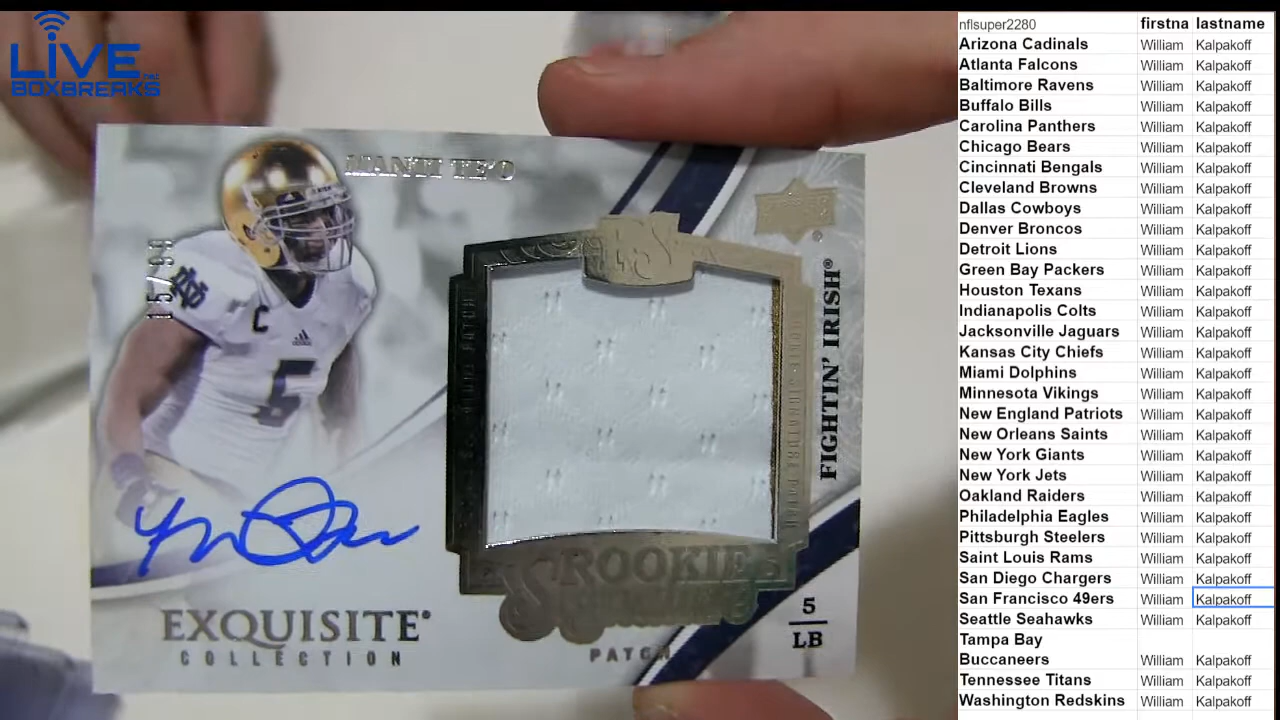 LIVE
.net
BOXBREAKS
MANTI TE'O
C
5
FIGHTIN' IRISH®
ROOKIE
EXQUISITE®
COLLECTION
PATCH
5
LB
nflsuper2280 firstna lastname
Arizona Cadinals William Kalpakoff
Atlanta Falcons William Kalpakoff
Baltimore Ravens William Kalpakoff
Buffalo Bills William Kalpakoff
Carolina Panthers William Kalpakoff
Chicago Bears William Kalpakoff
Cincinnati Bengals William Kalpakoff
Cleveland Browns William Kalpakoff
Dallas Cowboys William Kalpakoff
Denver Broncos William Kalpakoff
Detroit Lions William Kalpakoff
Green Bay Packers William Kalpakoff
Houston Texans William Kalpakoff
Indianapolis Colts William Kalpakoff
Jacksonville Jaguars William Kalpakoff
Kansas City Chiefs William Kalpakoff
Miami Dolphins William Kalpakoff
Minnesota Vikings William Kalpakoff
New England Patriots William Kalpakoff
New Orleans Saints William Kalpakoff
New York Giants William Kalpakoff
New York Jets William Kalpakoff
Oakland Raiders William Kalpakoff
Philadelphia Eagles William Kalpakoff
Pittsburgh Steelers William Kalpakoff
Saint Louis Rams William Kalpakoff
San Diego Chargers William Kalpakoff
San Francisco 49ers William Kalpakoff
Seattle Seahawks William Kalpakoff
Tampa Bay
Buccaneers William Kalpakoff
Tennessee Titans William Kalpakoff
Washington Redskins William Kalpakoff